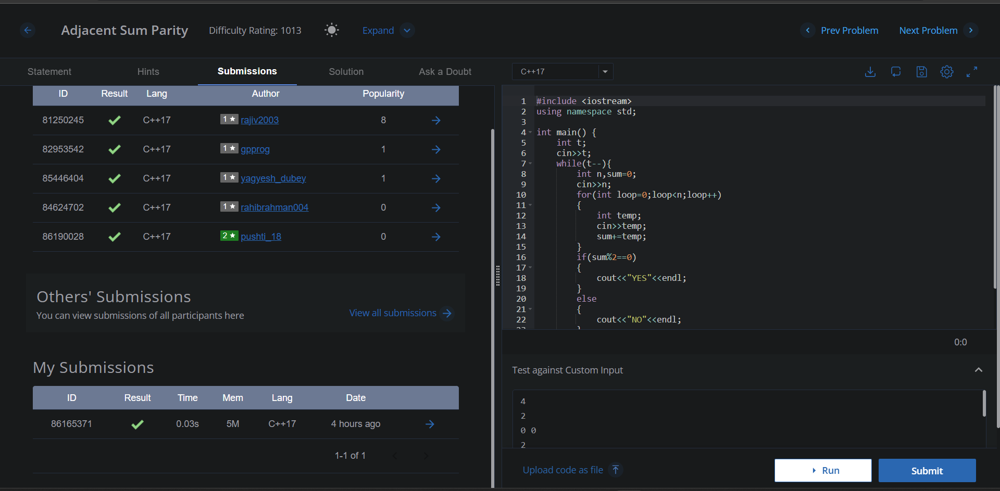 Adjacent Sum Parity Difficulty Rating: 1013 Expand Prev Problem Next Problem
Statement Hints Submissions Solution Ask a Doubt
ID Result Lang Author Popularity
81250245 C++17 1★ rajiv2003 8
82953542 C++17 1★ gpprog 1
85446404 C++17 1★ yagyesh_dubey 1
84624702 C++17 1★ rahibrahman004 0
86190028 C++17 2★ pushti_18 0
Others' Submissions
You can view submissions of all participants here
View all submissions
My Submissions
ID Result Time Mem Lang Date
86165371 0.03s 5M C++17 4 hours ago
1-1 of 1
C++17
1 #include <iostream>
2 using namespace std;
3
4 int main() {
5 int t;
6 cin>>t;
7 while(t--){
8 int n,sum=0;
9 cin>>n;
10 for(int loop=0;loop<n;loop++)
11 {
12 int temp;
13 cin>>temp;
14 sum+=temp;
15 }
16 if(sum%2==0)
17 {
18 cout<<"YES"<<endl;
19 }
20 else
21 {
22 cout<<"NO"<<endl;
23 }
0:0
Test against Custom Input
4
2
0 0
2
Upload code as file
Run
Submit